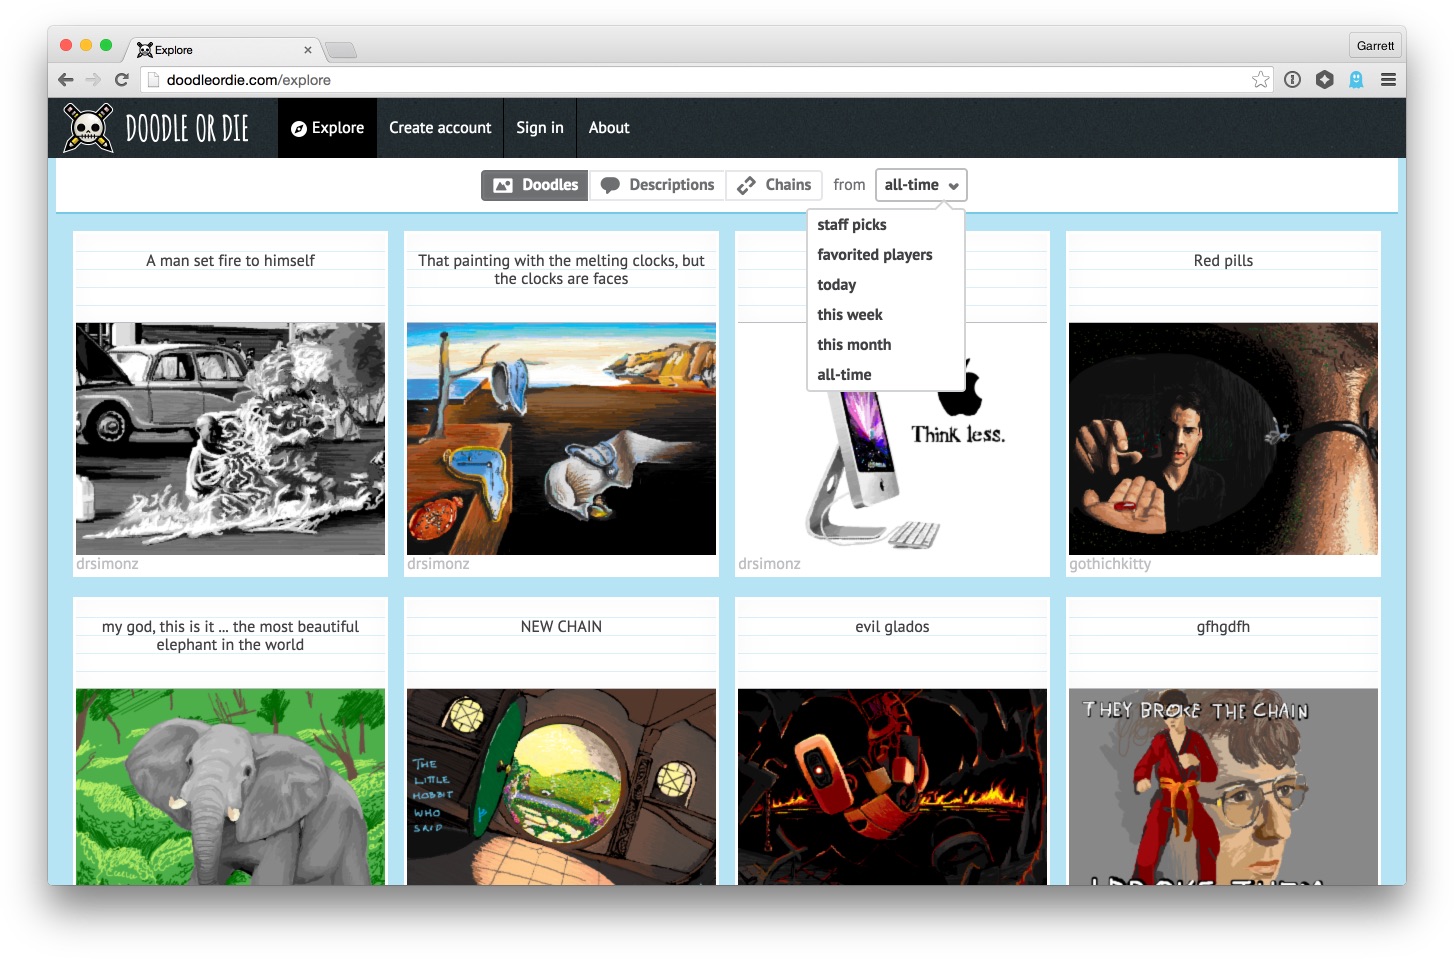 Explore
Garrett
doodleordie.com/explore
DOODLE OR DIE
Explore
Create account
Sign in
About
Doodles
Descriptions
Chains
from
all-time
staff picks
favorited players
today
this week
this month
all-time
A man set fire to himself
drsimonz
That painting with the melting clocks, but
the clocks are faces
drsimonz
Think less.
drsimonz
Red pills
gothichkitty
my god, this is it ... the most beautiful
elephant in the world
NEW CHAIN
THE
LITTLE
HOBBIT
WHO
SAID
evil glados
gfhgdfh
THEY BROKE THE CHAIN